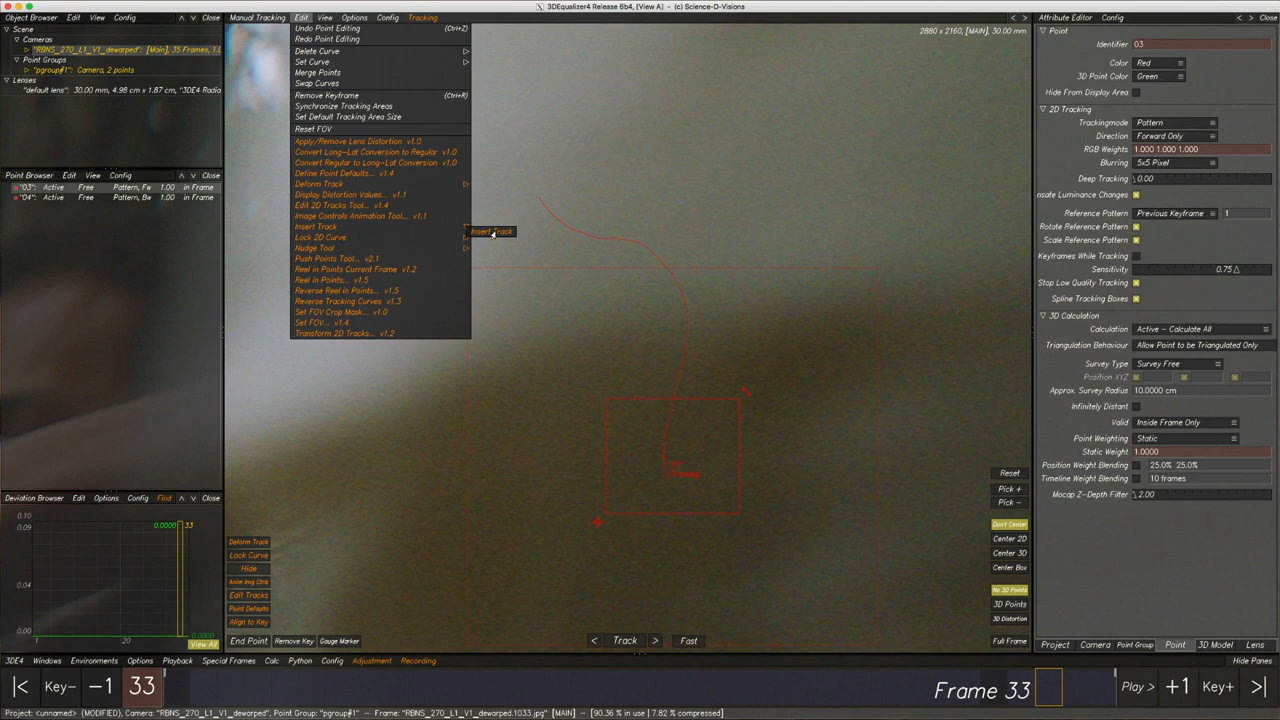 3DEqualizer4 Release 6b4, [View A] (c) Science-D-Visions
Object Browser Edit View Config Close
Manual Tracking Edit View Options Config Tracking
Attribute Editor Config Close
Scene
Cameras
"RBNS_270_L1_V1_dewarped": [Main], 35 Frames, 1.0
Point Groups
"pgroup#1": Camera, 2 points
Lenses
"default lens": 30.00 mm, 4.98 cm x 1.87 cm, "3DE4 Radia
Undo Point Editing (Ctrl+Z)
Redo Point Editing
Delete Curve
Set Curve
Merge Points
Swap Curves
Remove Keyframe (Ctrl+R)
Synchronize Tracking Areas
Set Default Tracking Area Size
Reset FOV
Apply/Remove Lens Distortion v1.0
Convert Long-Lat Conversion to Regular v1.0
Convert Regular to Long-Lat Conversion v1.0
Define Point Defaults... v1.4
Deform Track
Display Distortion Values... v1.1
Edit 2D Tracks Tool... v1.4
Image Controls Animation Tool... v1.1
Insert Track
Lock 2D Curve
Nudge Tool
Push Points Tool... v2.1
Reel in Points Current Frame v1.2
Reel in Points... v1.5
Reverse Reel in Points... v1.5
Reverse Tracking Curves v1.3
Set FOV Crop Mask... v1.0
Set FOV... v1.4
Transform 2D Tracks... v1.2
Insert Track
2880 x 2160, [MAIN], 30.00 mm
Point Browser Edit View Config Close
"03": Active Free Pattern, Fw 1.00 in Frame
"04": Active Free Pattern, Bw 1.00 in Frame
Deviation Browser Edit Options Config Find Close
0.10
0.09
0.04
0.00
0.0000 33
1 20
0.0000
View All
Deform Track
Lock Curve
Hide
Anim Img Ctrls
Edit Tracks
Point Defaults
Align to Key
End Point Remove Key Gauge Marker
< Track > Fast
Reset
Pick +
Pick -
Don't Center
Center 2D
Center 3D
Center Box
No 3D Points
3D Points
3D Distortion
Full Frame
Point
Identifier 03
Color Red
3D Point Color Green
Hide From Display Area
2D Tracking
Trackingmode Pattern
Direction Forward Only
RGB Weights 1.000 1.000 1.000
Blurring 5x5 Pixel
Deep Tracking 0.00
nsate Luminance Changes
Reference Pattern Previous Keyframe 1
Rotate Reference Pattern
Scale Reference Pattern
Keyframes While Tracking
Sensitivity 0.75
Stop Low Quality Tracking
Spline Tracking Boxes
3D Calculation
Calculation Active - Calculate All
Triangulation Behaviour Allow Point to be Triangulated Only
Survey Type Survey Free
Position XYZ
Approx. Survey Radius 10.0000 cm
Infinitely Distant
Valid Inside Frame Only
Point Weighting Static
Static Weight 1.0000
Position Weight Blending 25.0% 25.0%
Timeline Weight Blending 10 frames
Mocap Z-Depth Filter 2.00
Project Camera Point Group Point 3D Model Lens
3DE4 Windows Environments Options Playback Special Frames Calc Python Config Adjustment Recording Hide Panes
|< Key- -1 33 Frame 33 Play > +1 Key+ >|
Project: <unnamed> (MODIFIED), Camera: "RBNS_270_L1_V1_dewarped", Point Group: "pgroup#1" - Frame: "RBNS_270_L1_V1_dewarped.1033.jpg" [MAIN] - [90.36 % in use | 7.82 % compressed]